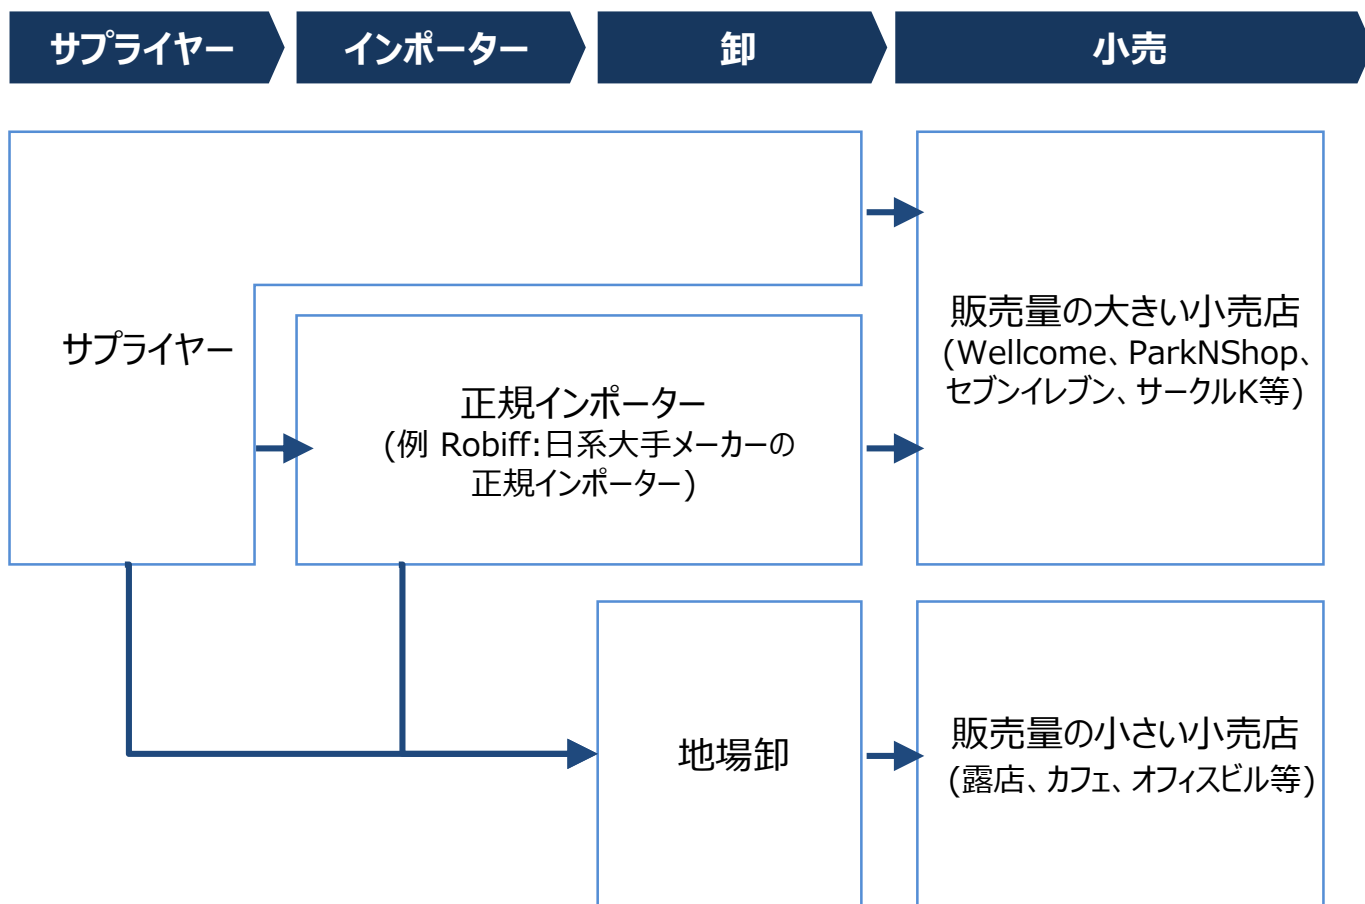 サプライヤー
インポーター
卸
小売
サプライヤー
正規インポーター
(例 Robiff:日系大手メーカーの
正規インポーター)
販売量の大きい小売店
(Wellcome、ParkNShop、
セブンイレブン、サークルK等)
地場卸
販売量の小さい小売店
(露店、カフェ、オフィスビル等)